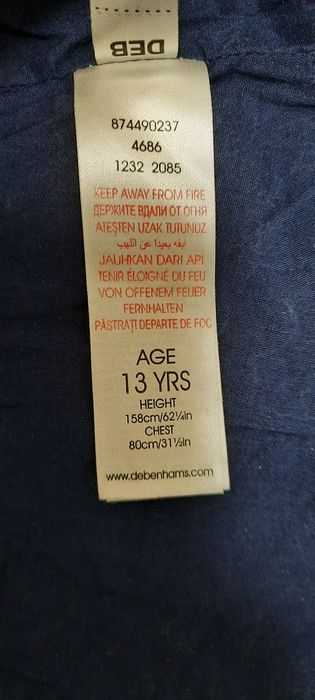 DEB
874490237
4686
1232 2085
KEEP AWAY FROM FIRE
ДЕРЖИТЕ ВДАЛИ ОТ ОГНЯ
ATEŞTEN UZAK TUTUNUZ
ابقه بعيدا عن اللهب
JAUHKAN DARI API
TENIR ÉLOIGNÉ DU FEU
VON OFFENEM FEUER
FERNHALTEN
PĂSTRAȚI DEPARTE DE FOC
AGE
13 YRS
HEIGHT
158cm/62¼in
CHEST
80cm/31½in
www.debenhams.com